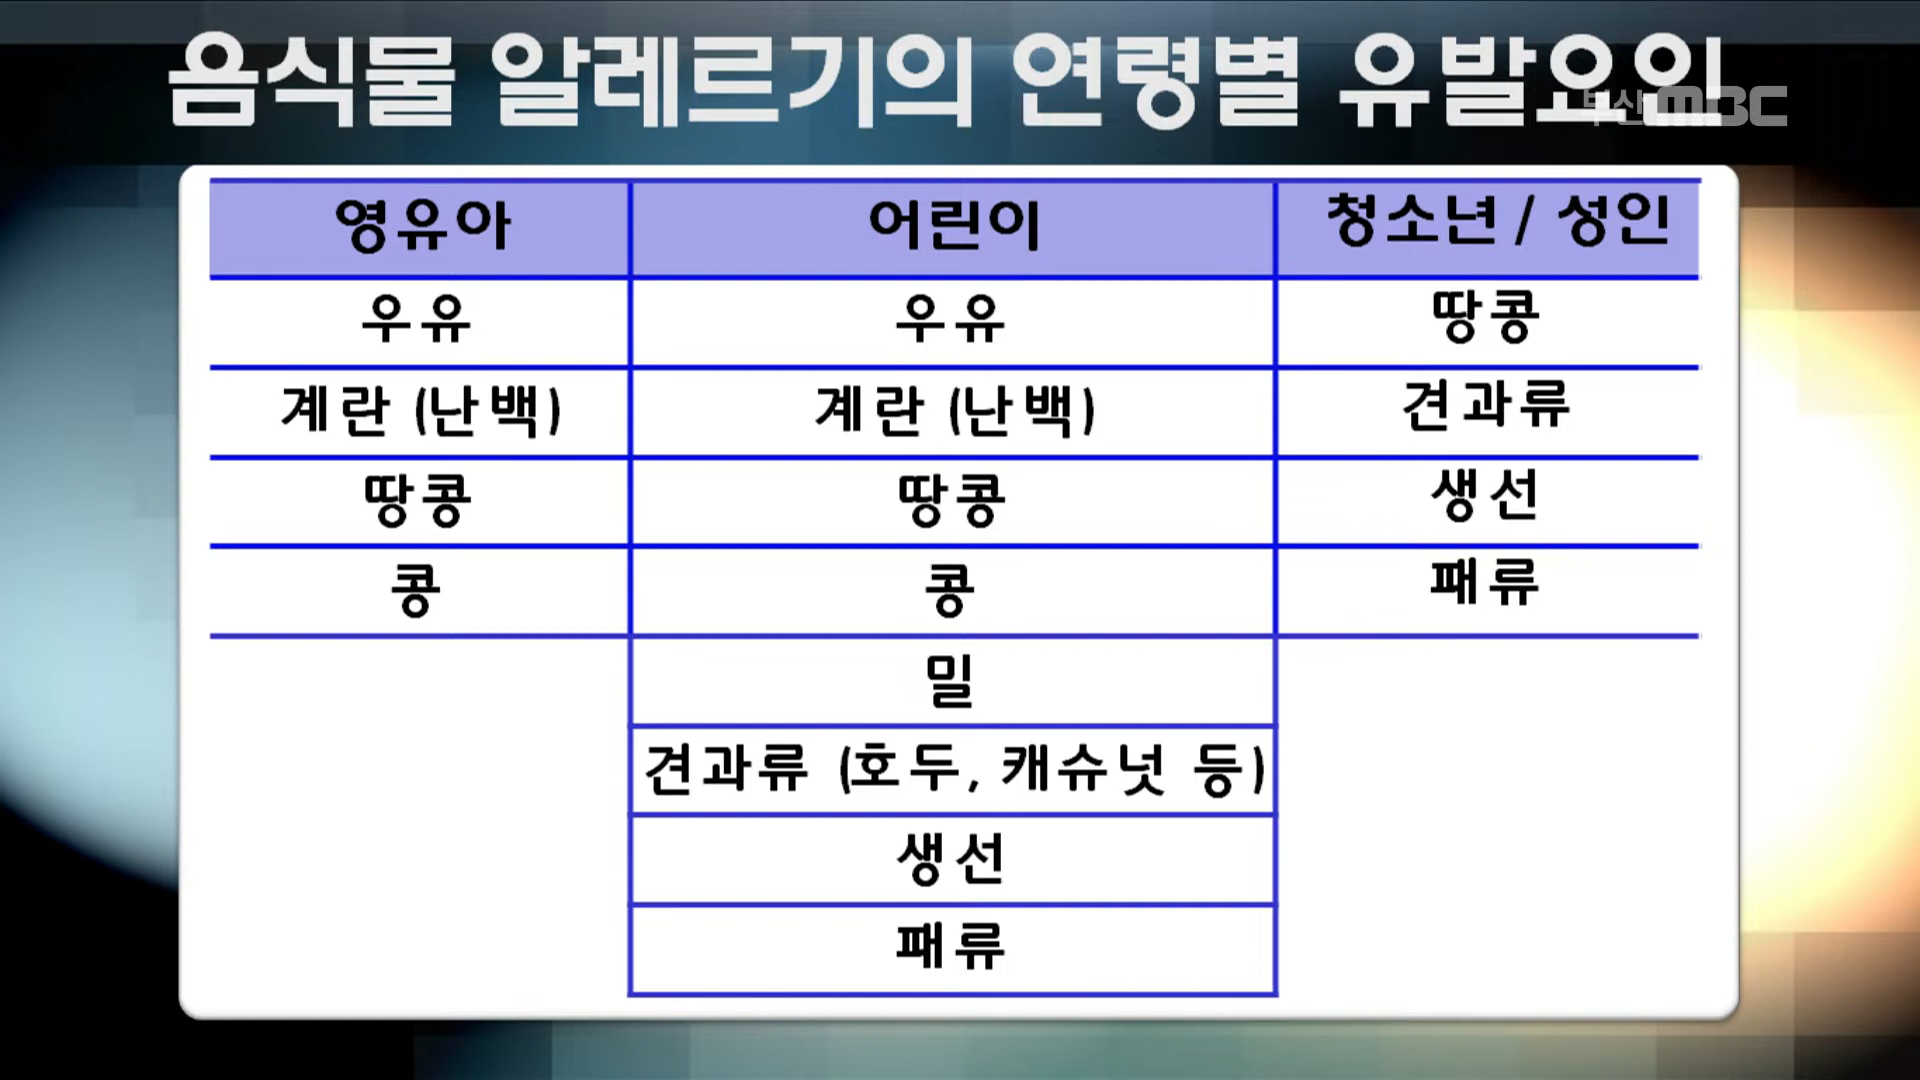 음식물 알레르기의 연령별 유발요인
부산MBC
영유아 어린이 청소년 / 성인
우유 우유 땅콩
계란 (난백) 계란 (난백) 견과류
땅콩 땅콩 생선
콩 콩 패류
밀
견과류 (호두, 캐슈넛 등)
생선
패류